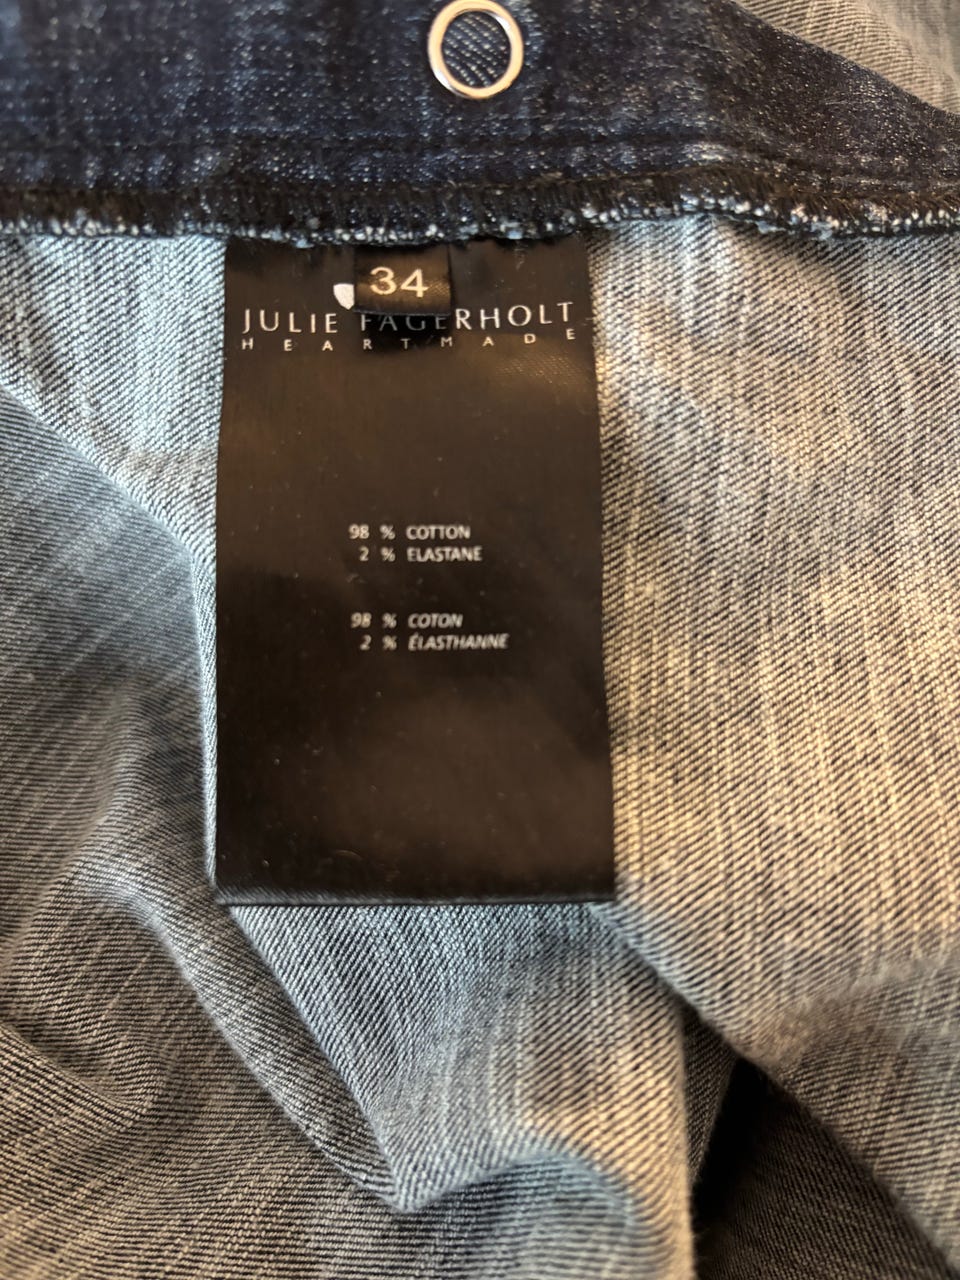 34
JULIE FAGERHOLT
HEARTMADE
98 % COTTON
2 % ELASTANE
98 % COTON
2 % ÉLASTHANNE